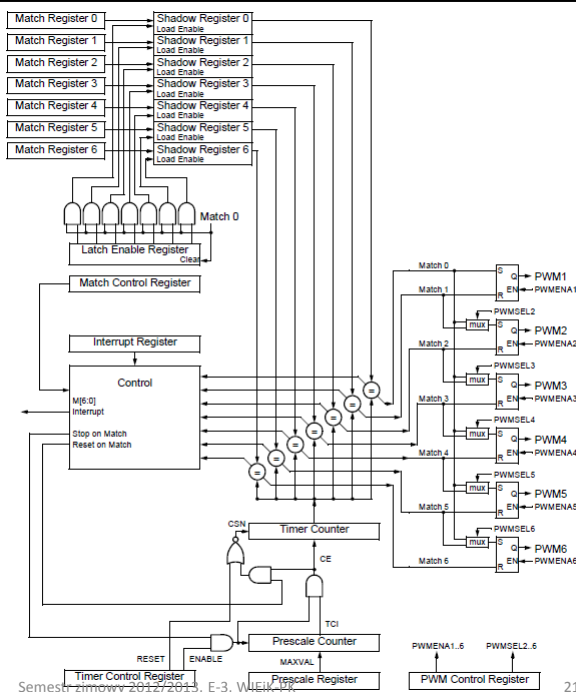 Match Register 0
Shadow Register 0
Load Enable
Match Register 1
Shadow Register 1
Load Enable
Match Register 2
Shadow Register 2
Load Enable
Match Register 3
Shadow Register 3
Load Enable
Match Register 4
Shadow Register 4
Load Enable
Match Register 5
Shadow Register 5
Load Enable
Match Register 6
Shadow Register 6
Load Enable
Match 0
Latch Enable Register
Clear
Match Control Register
Interrupt Register
Control
M[6:0]
Interrupt
Stop on Match
Reset on Match
=
=
=
=
=
=
=
Match 0
S
Q
PWM1
Match 1
R
EN
PWMENA1
PWMSEL2
mux
S
Q
PWM2
Match 2
R
EN
PWMENA2
PWMSEL3
mux
S
Q
PWM3
Match 3
R
EN
PWMENA3
PWMSEL4
mux
S
Q
PWM4
Match 4
R
EN
PWMENA4
PWMSEL5
mux
S
Q
PWM5
Match 5
R
EN
PWMENA5
PWMSEL6
mux
S
Q
PWM6
Match 6
R
EN
PWMENA6
CSN
Timer Counter
CE
TCI
Prescale Counter
RESET
ENABLE
MAXVAL
Timer Control Register
Prescale Register
PWMENA1..6
PWMSEL2..6
PWM Control Register
Semestr zimowy 2012/2013. E-3. WIEiK-PK
21